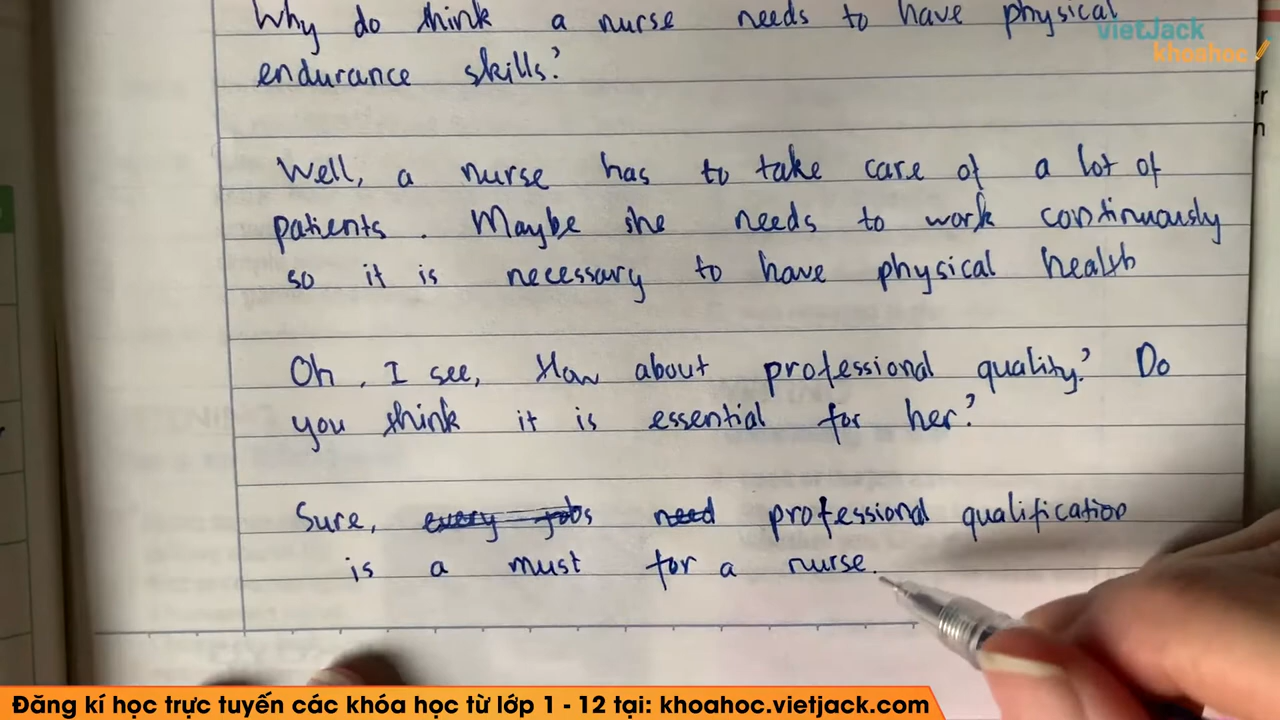 Why do think a nurse needs to have physical
vietJack
endurance skills?
khoahoc
Well, a nurse has to take care of a lot of
patients. Maybe she needs to work continuously
so it is necessary to have physical health
Oh, I see, How about professional quality? Do
you think it is essential for her?
Sure, every jobs need professional qualification
is a must for a nurse.
Đăng kí học trực tuyến các khóa học từ lớp 1 - 12 tại: khoahoc.vietjack.com